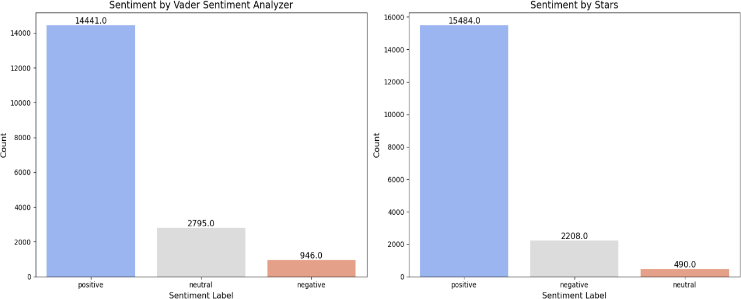 Sentiment by Vader Sentiment Analyzer
14441.0
14000
12000
10000
8000
6000
4000
2000
0
Count
2795.0
946.0
positive neutral negative
Sentiment Label
Sentiment by Stars
16000
15484.0
14000
12000
10000
8000
6000
4000
2000
0
Count
2208.0
490.0
positive negative neutral
Sentiment Label